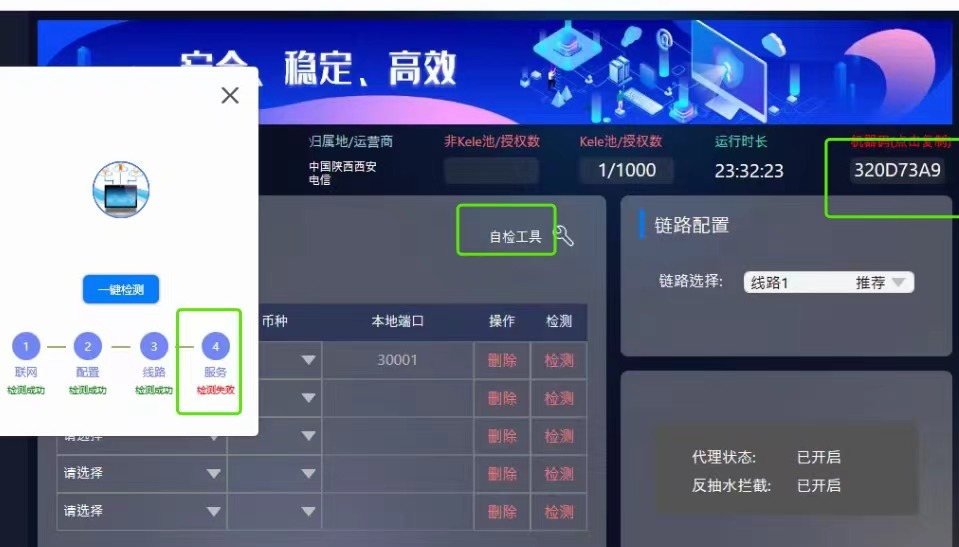 安全、稳定、高效
归属地/运营商
非Kele池/授权数
Kele池/授权数
运行时长
机器码(点击复制)
中国陕西西安
电信
1/1000
23:32:23
320D73A9
自检工具
链路配置
链路选择:
线路1
推荐
一键检测
1
2
3
4
联网
配置
线路
服务
检测成功
检测成功
检测成功
检测失败
币种
本地端口
操作
检测
30001
删除
检测
删除
检测
请选择
删除
检测
请选择
删除
检测
请选择
删除
检测
代理状态:
已开启
反抽水拦截:
已开启